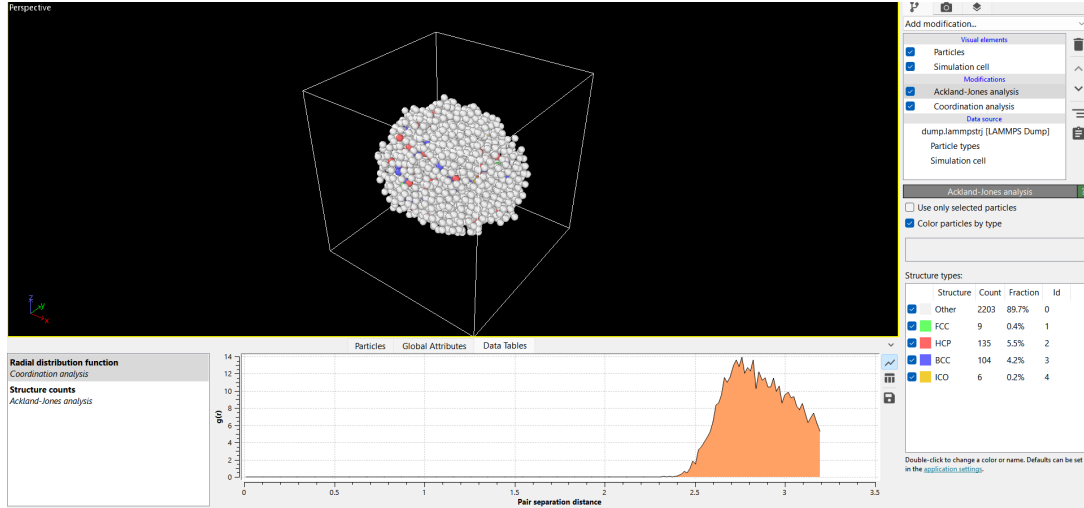 Perspective
z
y
x
Add modification...
Visual elements
Particles
Simulation cell
Modifications
Ackland-Jones analysis
Coordination analysis
Data source
dump.lammpstrj [LAMMPS Dump]
Particle types
Simulation cell
Ackland-Jones analysis
?
Use only selected particles
Color particles by type
Structure types:
Structure Count Fraction Id
Other 2203 89.7% 0
FCC 9 0.4% 1
HCP 135 5.5% 2
BCC 104 4.2% 3
ICO 6 0.2% 4
Double-click to change a color or name. Defaults can be set
in the application settings.
Particles Global Attributes Data Tables
Radial distribution function
Coordination analysis
Structure counts
Ackland-Jones analysis
g(r)
14
12
10
8
6
4
2
0
0 0.5 1 1.5 2 2.5 3 3.5
Pair separation distance